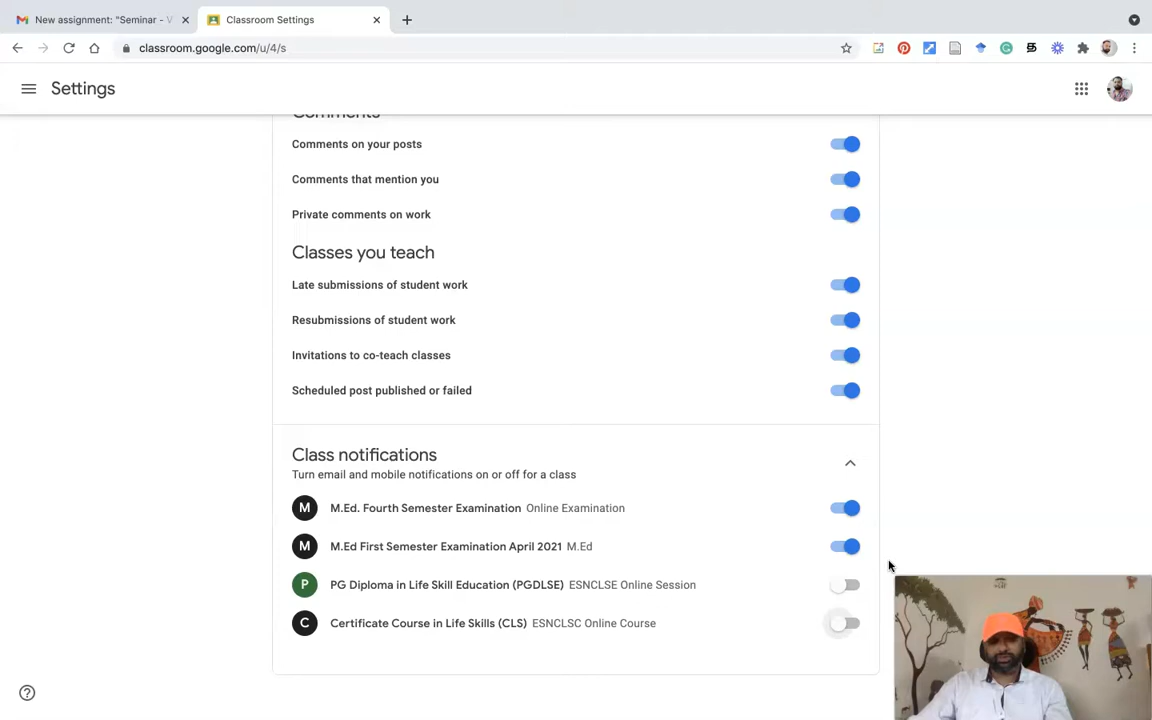 New assignment: "Seminar - V
Classroom Settings
classroom.google.com/u/4/s
Settings
Comments
Comments on your posts
Comments that mention you
Private comments on work
Classes you teach
Late submissions of student work
Resubmissions of student work
Invitations to co-teach classes
Scheduled post published or failed
Class notifications
Turn email and mobile notifications on or off for a class
M M.Ed. Fourth Semester Examination Online Examination
M M.Ed First Semester Examination April 2021 M.Ed
P PG Diploma in Life Skill Education (PGDLSE) ESNCLSE Online Session
C Certificate Course in Life Skills (CLS) ESNCLSC Online Course